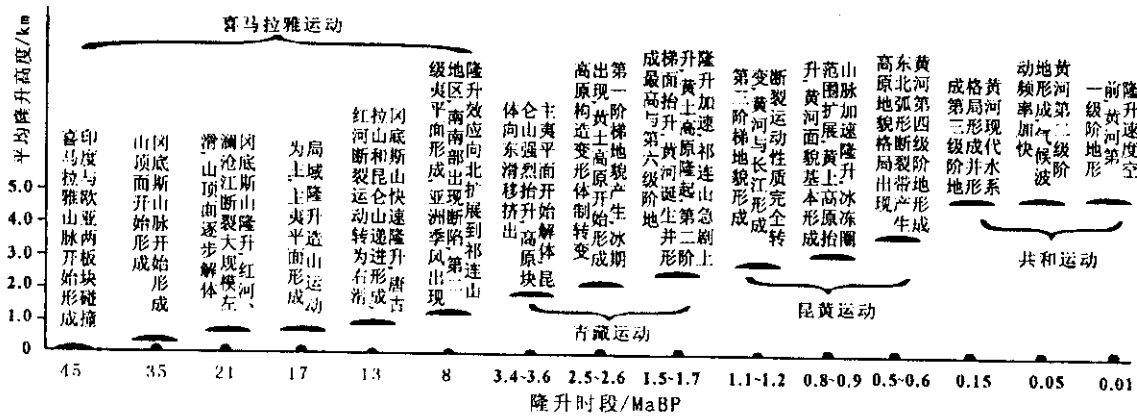 喜马拉雅运动
平均隆升高度/km
5.0
4.0
3.0
2.0
1.0
0
印度与欧亚两板块碰撞
喜马拉雅山脉开始形成
冈底斯山脉开始形成
山顶面开始形成
冈底斯山隆升,红河、
澜沧江断裂大规模左
滑,山顶面逐步解体
局域隆升造山运动
为主,主夷平面形成
冈底斯山快速隆升,唐古
拉山和昆仑山递进形成
红河断裂运动转为右滑
隆升效应向北扩展到祁连山
地区,南南部出现断陷,第二
级夷平面形成,亚洲季风出现
主夷平面开始解体,昆
仑山强烈抬升,高原块
体向东滑移挤出
第一阶梯地貌产生,冰期
出现,黄土高原开始形成
高原构造变形体制转变
隆升加速,祁连山急剧上
升,黄土高原隆起,第二阶
梯面抬升,黄河诞生并形
成最高与第六级阶地
断裂运动性质完全转
变,黄河与长江形成
第二阶梯地貌形成
山脉加速隆升,冰冻圈
范围扩展,黄土高原抬
升,黄河面貌基本形成
黄河第四级阶地形成
东北弧形断裂带产生
高原地貌格局出现
黄河现代水系
格局形成并形
成第三级阶地
黄河第二级阶
地形成,气候波
动频率加快
隆升速度空
前,黄河第
一级阶地形
青藏运动
昆黄运动
共和运动
45 35 21 17 13 8 3.4~3.6 2.5~2.6 1.5~1.7 1.1~1.2 0.8~0.9 0.5~0.6 0.15 0.05 0.01
隆升时段/MaBP